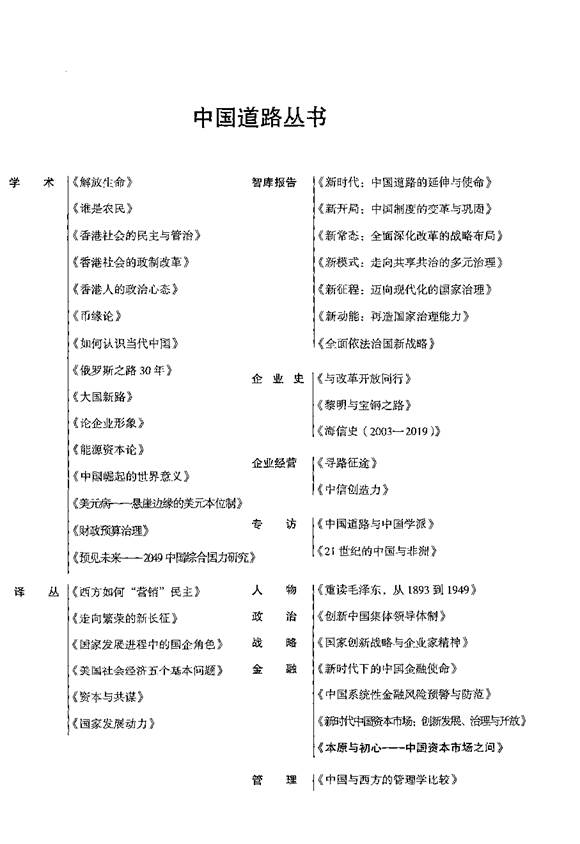 中国道路丛书
学 术
《解放生命》
《谁是农民》
《香港社会的民主与管治》
《香港社会的政制改革》
《香港人的政治心态》
《币缘论》
《如何认识当代中国》
《俄罗斯之路 30 年》
《大国新路》
《论企业形象》
《能源资本论》
《中国崛起的世界意义》
《美元病——悬崖边缘的美元本位制》
《财政预算治理》
《预见未来——2049 中国综合国力研究》
译 丛
《西方如何“营销”民主》
《走向繁荣的新长征》
《国家发展进程中的国企角色》
《美国社会经济五个基本问题》
《资本与共谋》
《国家发展动力》
智库报告
《新时代：中国道路的延伸与使命》
《新开局：中国制度的变革与巩固》
《新常态：全面深化改革的战略布局》
《新模式：走向共享共治的多元治理》
《新征程：迈向现代化的国家治理》
《新动能：再造国家治理能力》
《全面依法治国新战略》
企 业 史
《与改革开放同行》
《黎明与宝钢之路》
《海信史（2003—2019）》
企业经营
《寻路征途》
《中信创造力》
专 访
《中国道路与中国学派》
《21 世纪的中国与非洲》
人 物
《重读毛泽东，从 1893 到 1949》
政 治
《创新中国集体领导体制》
战 略
《国家创新战略与企业家精神》
金 融
《新时代下的中国金融使命》
《中国系统性金融风险预警与防范》
《新时代中国资本市场：创新发展、治理与开放》
《本原与初心——中国资本市场之问》
管 理
《中国与西方的管理学比较》